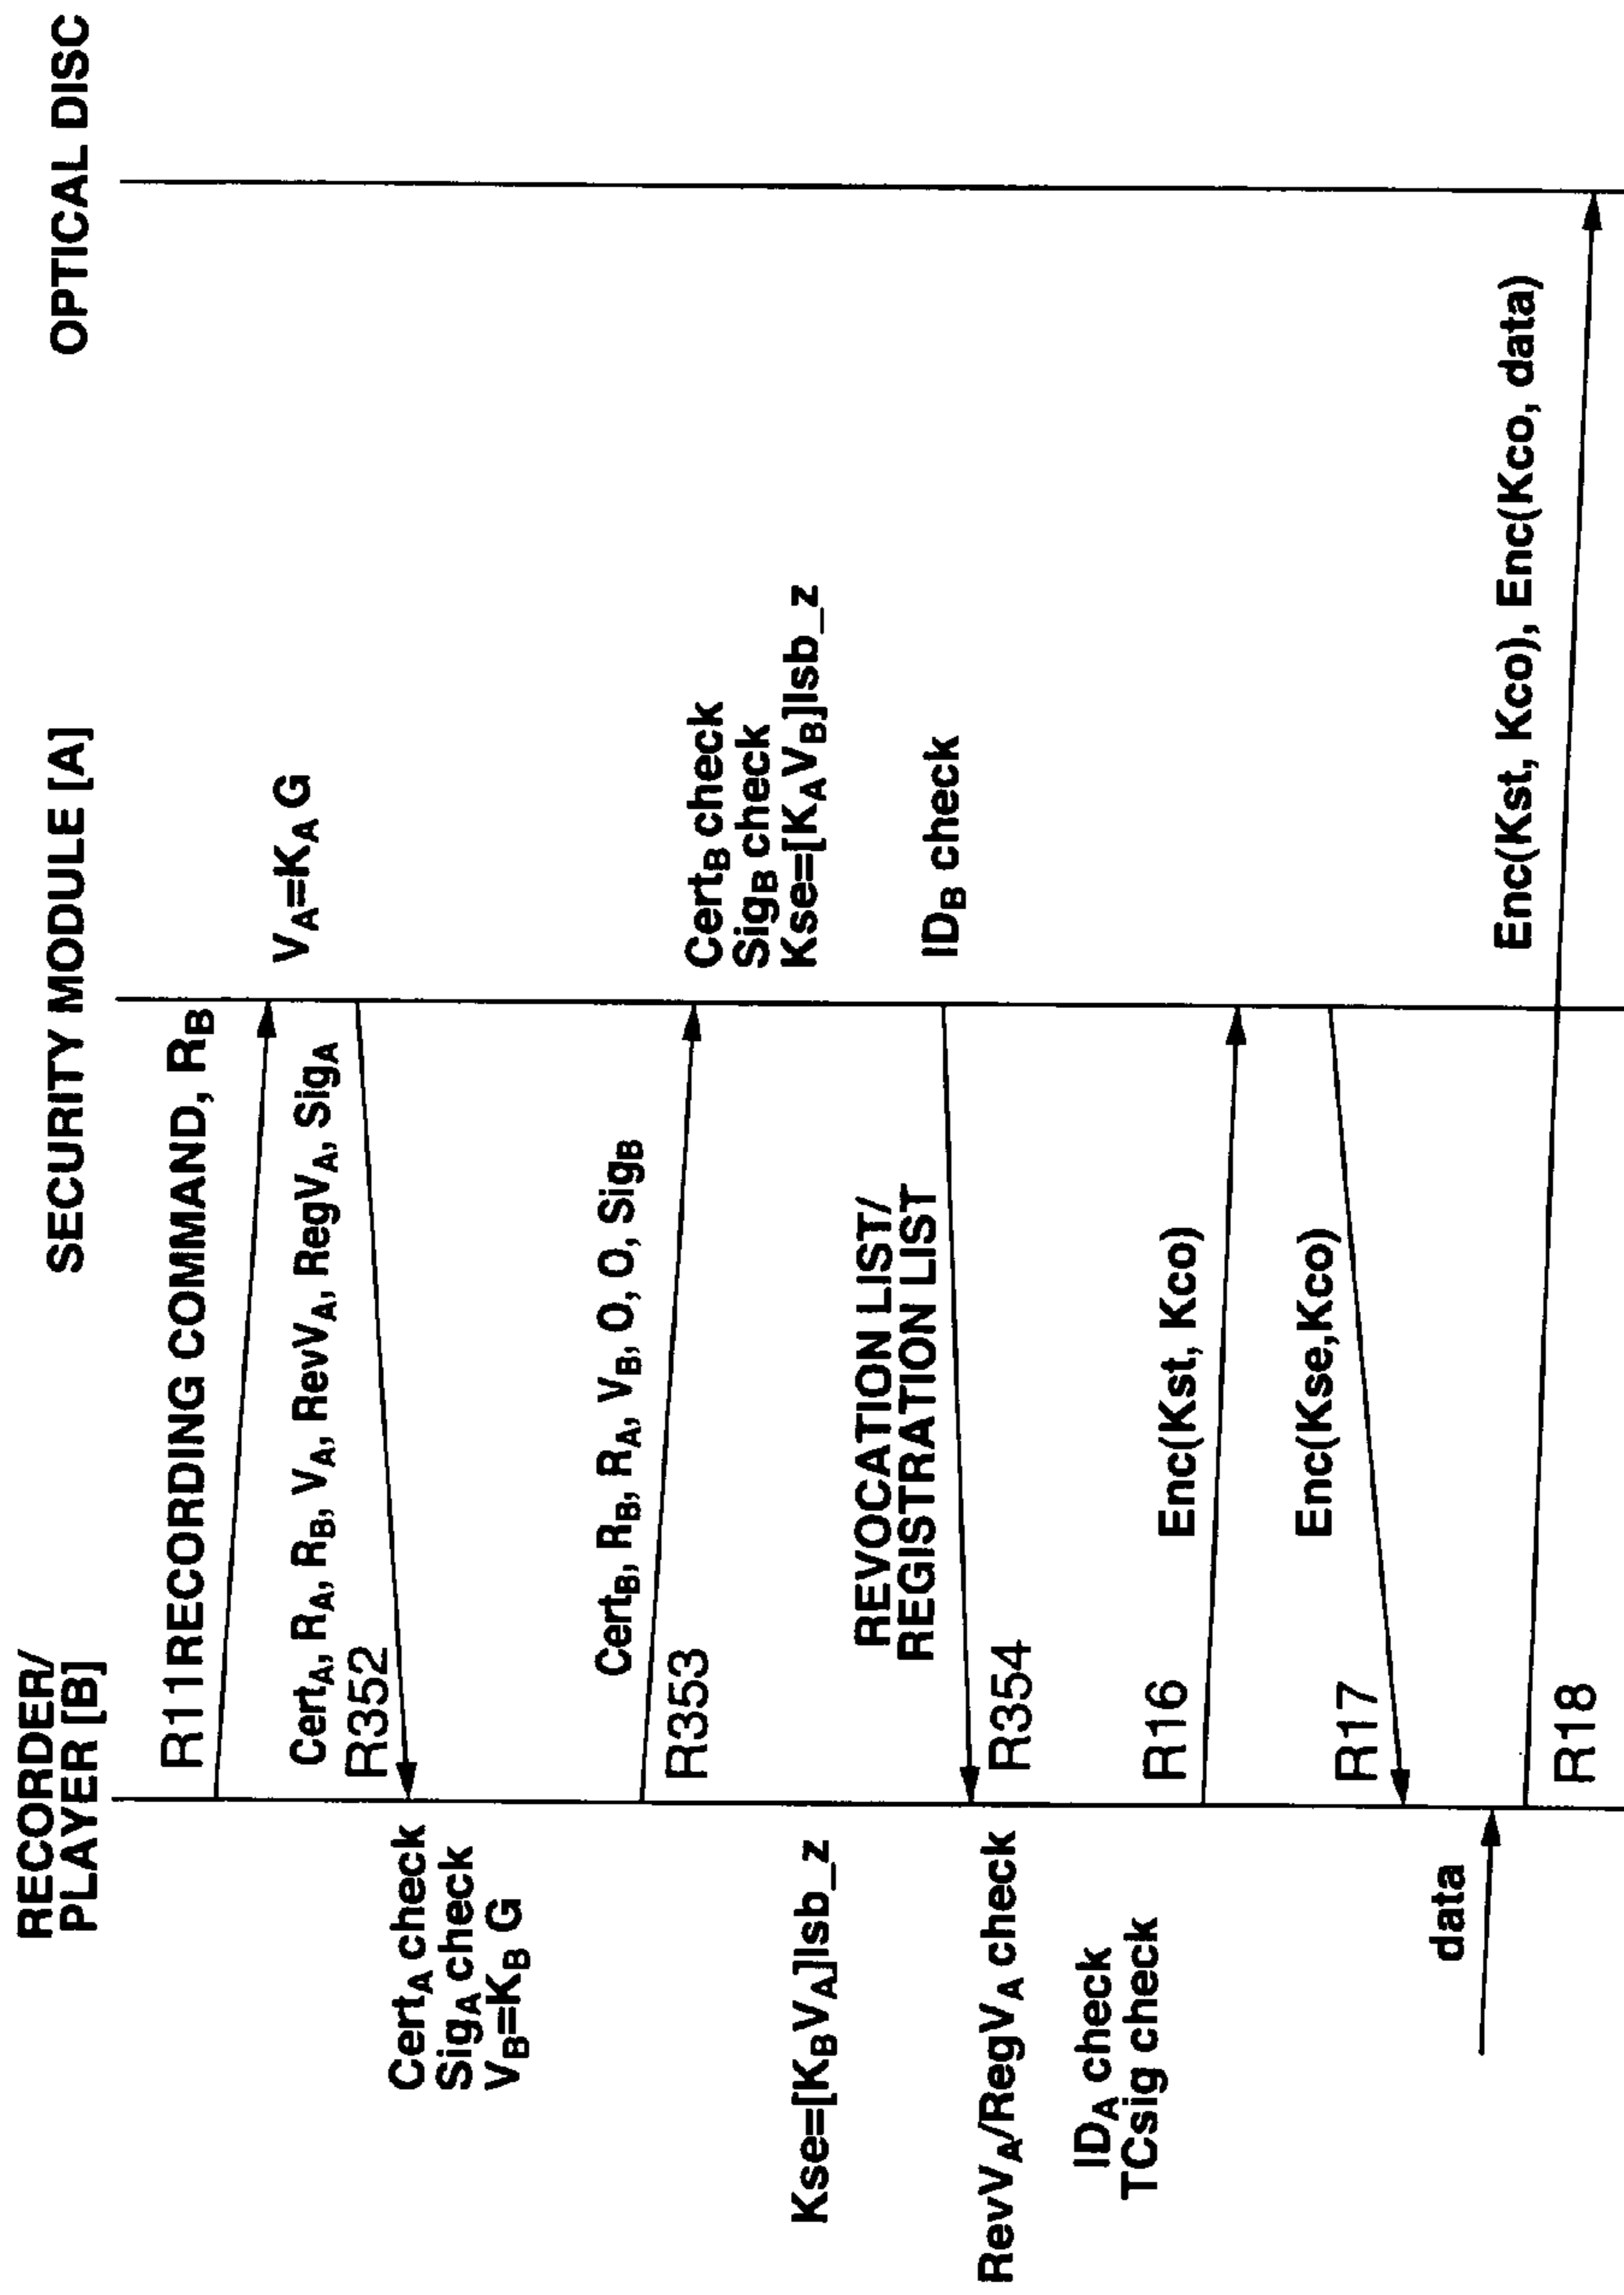 RECORDER/
PLAYER [B]
SECURITY MODULE [A]
OPTICAL DISC
R11 RECORDING COMMAND, RB
VA=KA G
CertA, RA, RB, VA, RevVA, RegVA, SigA
R352
CertA check
SigA check
VB=KB G
CertB, RB, RA, VB, O, O, SigB
R353
CertB check
SigB check
Kse=[KAVB]lsb_z
Kse=[KBVA]lsb_z
REVOCATION LIST/
REGISTRATION LIST
IDB check
R354
RevVA/RegVA check
IDA check
TCsig check
R16
Enc(Kst, Kco)
Enc(Kse,Kco)
R17
data
Enc(Kst, Kco), Enc(Kco, data)
R18